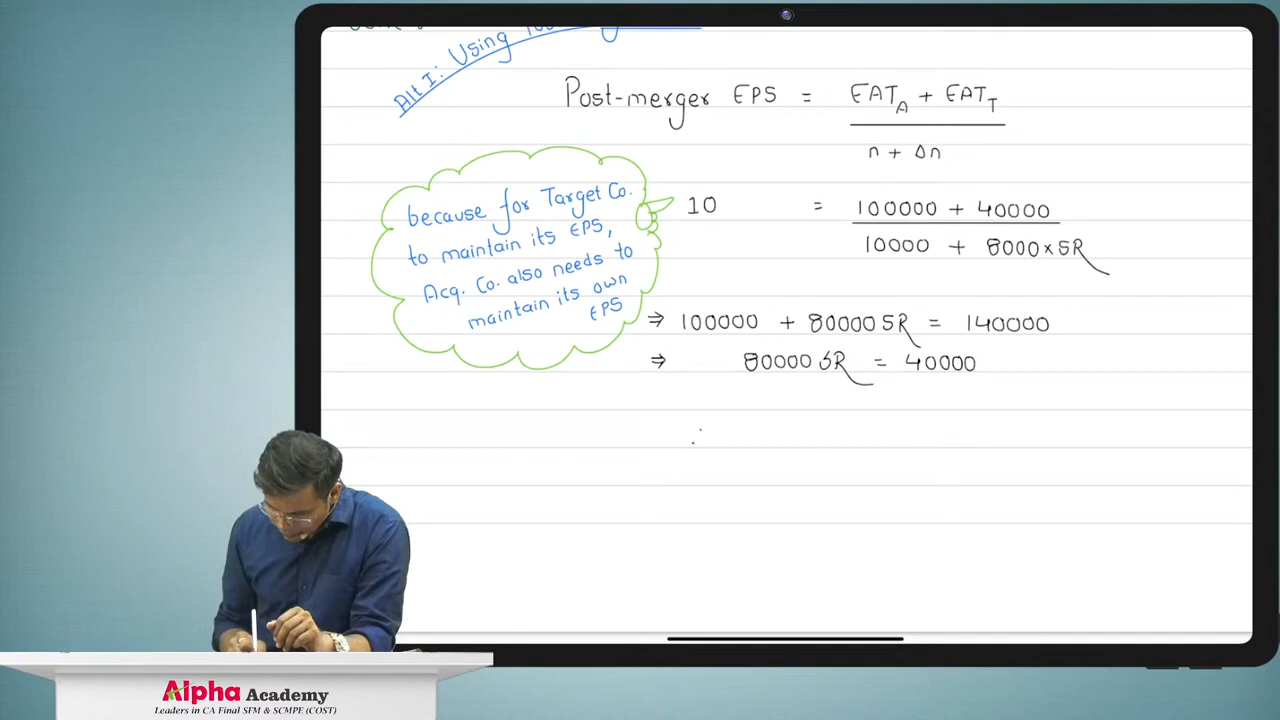 Alt I: Using
Post-merger EPS = EAT_A + EAT_T
n + Δn
because for Target Co.
to maintain its EPS,
Acq. Co. also needs to
maintain its own
EPS
10 = 100000 + 40000
10000 + 8000×SR
⇒ 100000 + 80000 SR = 140000
⇒ 80000 SR = 40000
∴
Alpha Academy
Leaders in CA Final SFM & SCMPE (COST)